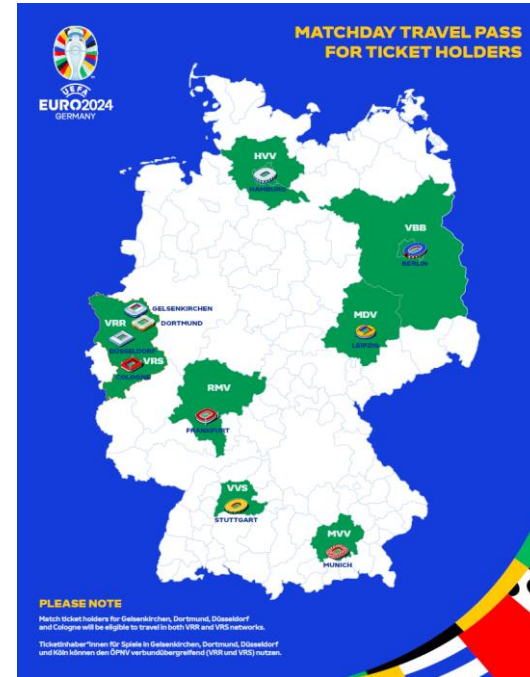 MATCHDAY TRAVEL PASS
FOR TICKET HOLDERS
UEFA
EURO2024
GERMANY
HVV
HAMBURG
VBB
BERLIN
GELSENKIRCHEN
DORTMUND
VRR
DÜSSELDORF
VRS
COLOGNE
MDV
LEIPZIG
RMV
FRANKFURT
VVS
STUTTGART
MVV
MUNICH
PLEASE NOTE
Match ticket holders for Gelsenkirchen, Dortmund, Düsseldorf
and Cologne will be eligible to travel in both VRR and VRS networks.
Ticketinhaber*innen für Spiele in Gelsenkirchen, Dortmund, Düsseldorf
und Köln können den ÖPNV verbundübergreifend (VRR und VRS) nutzen.